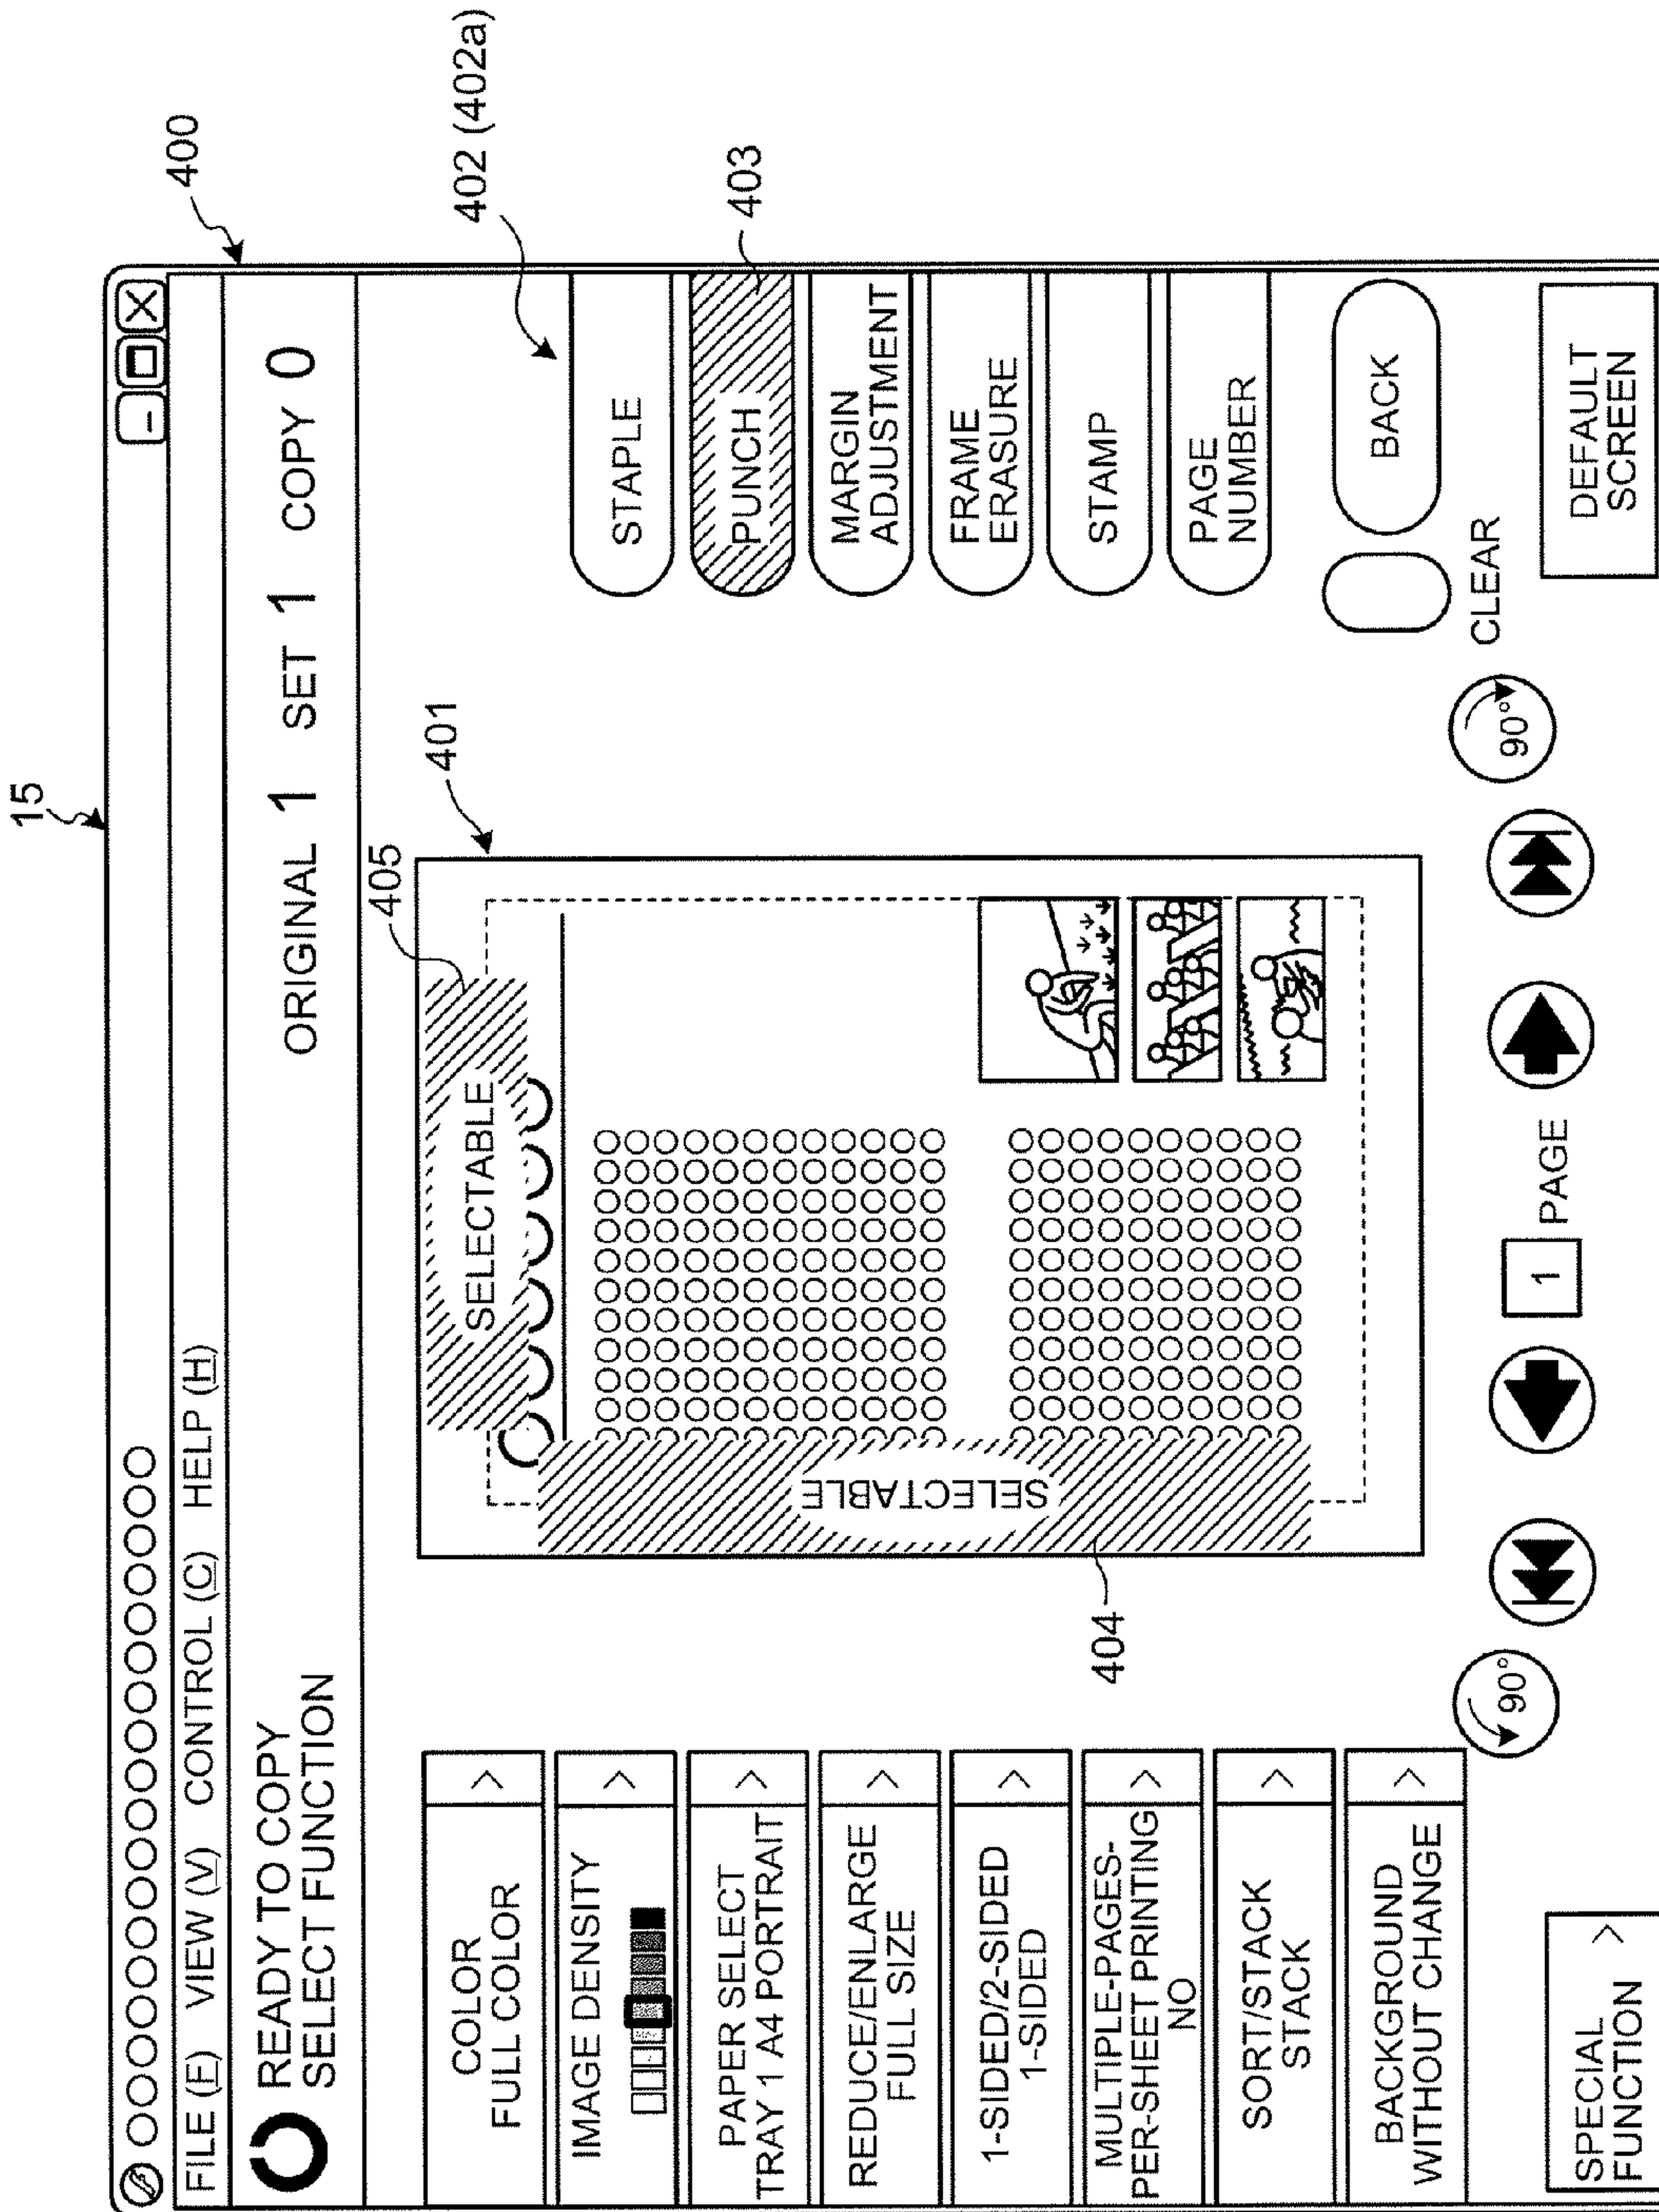 15
400
FILE (F) VIEW (V) CONTROL (C) HELP (H)
READY TO COPY
SELECT FUNCTION
ORIGINAL 1 SET 1 COPY 0
COLOR
FULL COLOR
>
IMAGE DENSITY
>
PAPER SELECT
TRAY 1 A4 PORTRAIT
>
REDUCE/ENLARGE
FULL SIZE
>
1-SIDED/2-SIDED
1-SIDED
>
MULTIPLE-PAGES-
PER-SHEET PRINTING
NO
>
SORT/STACK
STACK
>
BACKGROUND
WITHOUT CHANGE
>
SPECIAL
FUNCTION >
405
401
SELECTABLE
SELECTABLE
404
402 (402a)
STAPLE
PUNCH
403
MARGIN
ADJUSTMENT
FRAME
ERASURE
STAMP
PAGE
NUMBER
BACK
CLEAR
90°
1 PAGE
90°
DEFAULT
SCREEN